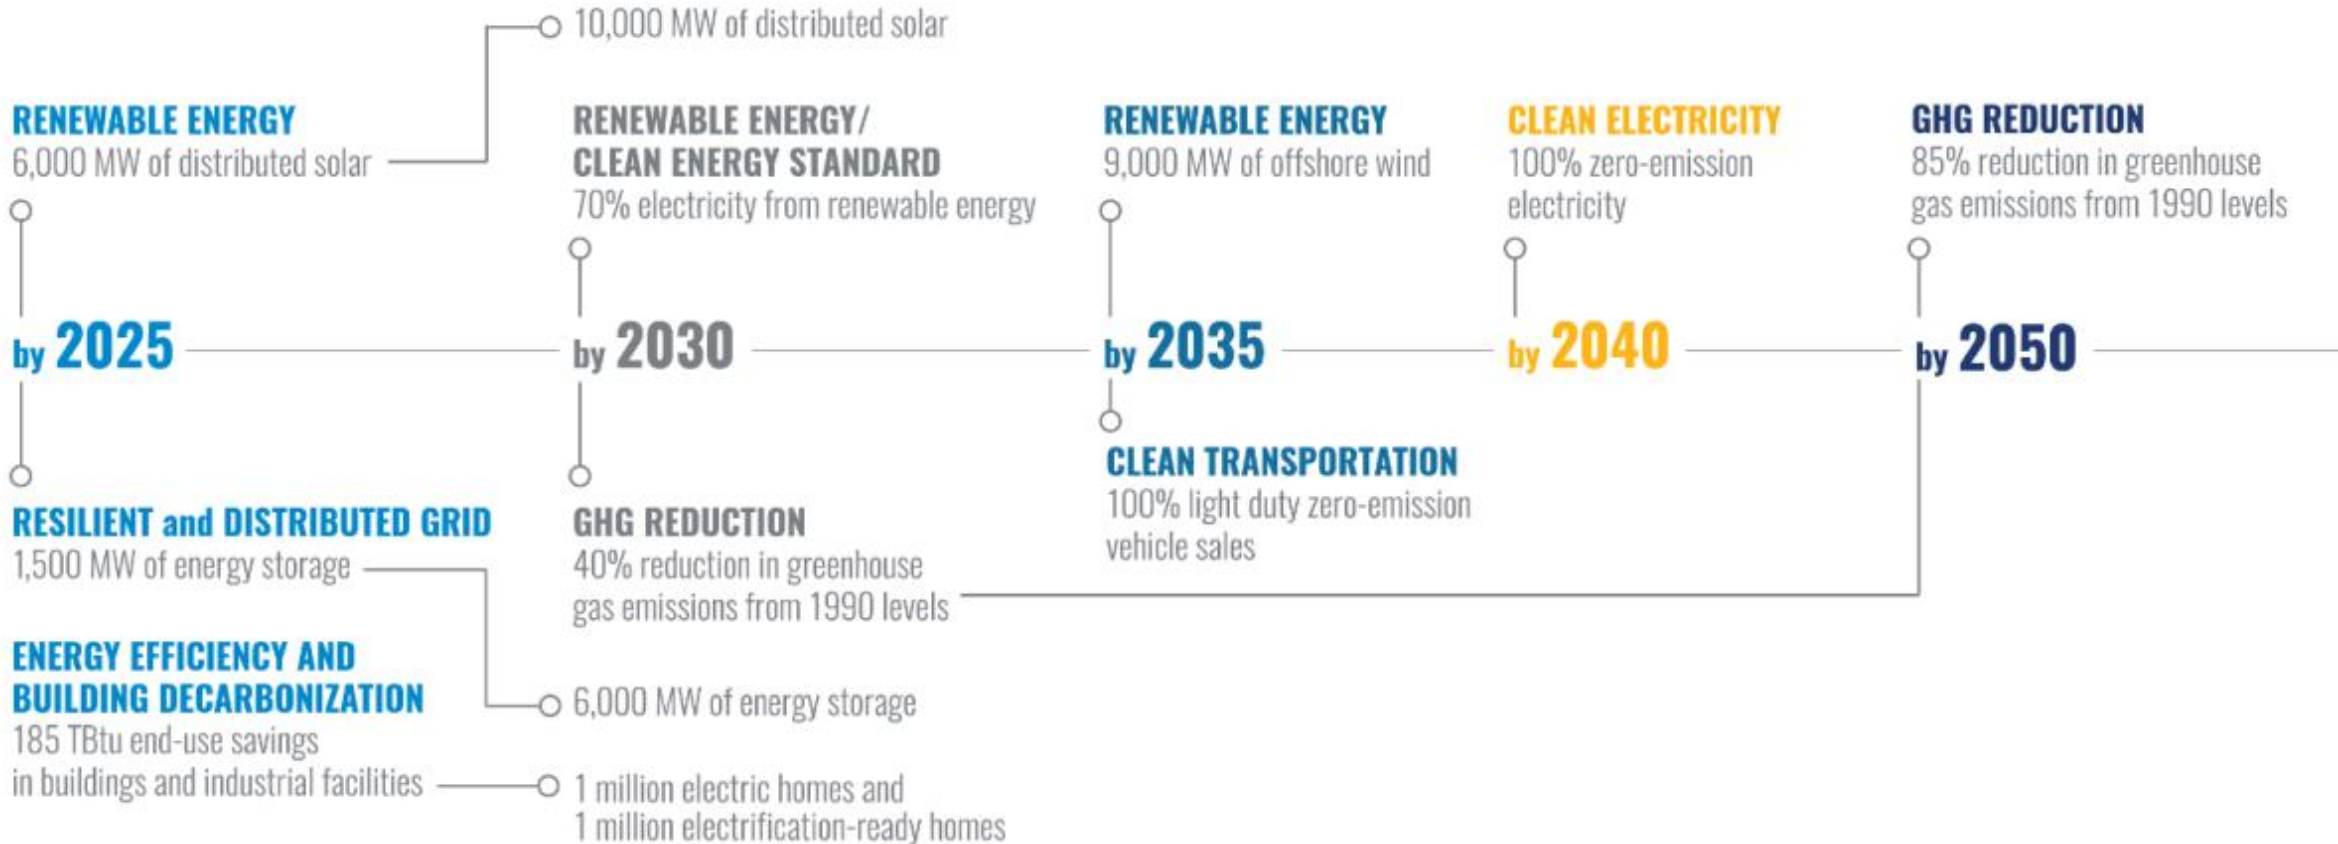 10,000 MW of distributed solar
RENEWABLE ENERGY
6,000 MW of distributed solar
RENEWABLE ENERGY/
CLEAN ENERGY STANDARD
70% electricity from renewable energy
RENEWABLE ENERGY
9,000 MW of offshore wind
CLEAN ELECTRICITY
100% zero-emission
electricity
GHG REDUCTION
85% reduction in greenhouse
gas emissions from 1990 levels
by 2025
by 2030
by 2035
by 2040
by 2050
RESILIENT and DISTRIBUTED GRID
1,500 MW of energy storage
ENERGY EFFICIENCY AND
BUILDING DECARBONIZATION
185 TBtu end-use savings
in buildings and industrial facilities
GHG REDUCTION
40% reduction in greenhouse
gas emissions from 1990 levels
6,000 MW of energy storage
1 million electric homes and
1 million electrification-ready homes
CLEAN TRANSPORTATION
100% light duty zero-emission
vehicle sales